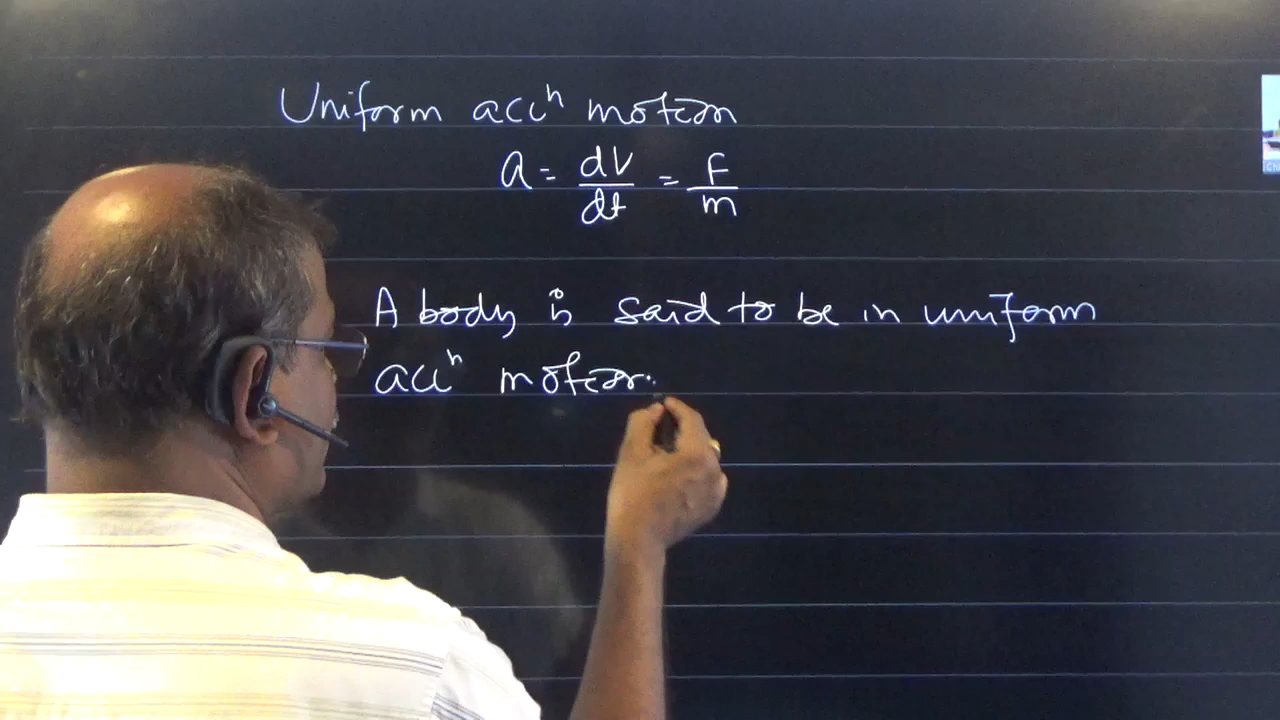 Uniform accⁿ motion
a = dV/dt = F/m
A body is said to be in uniform
accⁿ motion